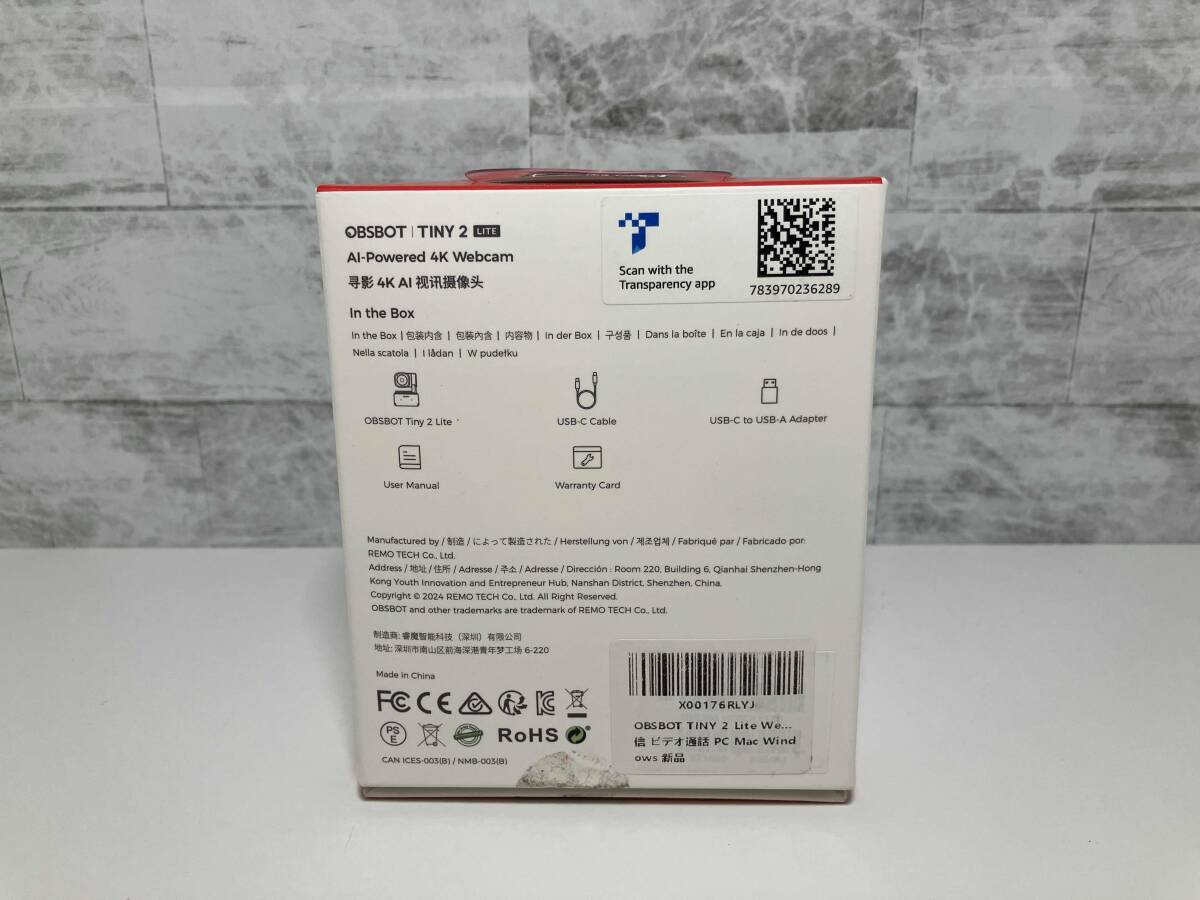 OBSBOT | TINY 2 LITE
AI-Powered 4K Webcam
寻影 4K AI 视讯摄像头
Scan with the
Transparency app
783970236289
In the Box
In the Box | 包装内含 | 包裝內含 | 内容物 | In der Box | 구성품 | Dans la boîte | En la caja | In de doos |
Nella scatola | I lådan | W pudełku
OBSBOT Tiny 2 Lite
USB-C Cable
USB-C to USB-A Adapter
User Manual
Warranty Card
Manufactured by / 制造 / によって製造された / Herstellung von / 제조업체 / Fabriqué par / Fabricado por:
REMO TECH Co., Ltd.
Address / 地址 / 住所 / Adresse / 주소 / Adresse / Dirección : Room 220, Building 6, Qianhai Shenzhen-Hong
Kong Youth Innovation and Entrepreneur Hub, Nanshan District, Shenzhen, China.
Copyright © 2024 REMO TECH Co., Ltd. All Right Reserved.
OBSBOT and other trademarks are trademark of REMO TECH Co., Ltd.
制造商: 睿魔智能科技（深圳）有限公司
地址: 深圳市南山区前海深港青年梦工场 6-220
Made in China
FC CE
PS E RoHS
CAN ICES-003(B) / NMB-003(B)
X00176RLYJ
OBSBOT TINY 2 Lite We...
信 ビデオ通話 PC Mac Wind
ows 新品